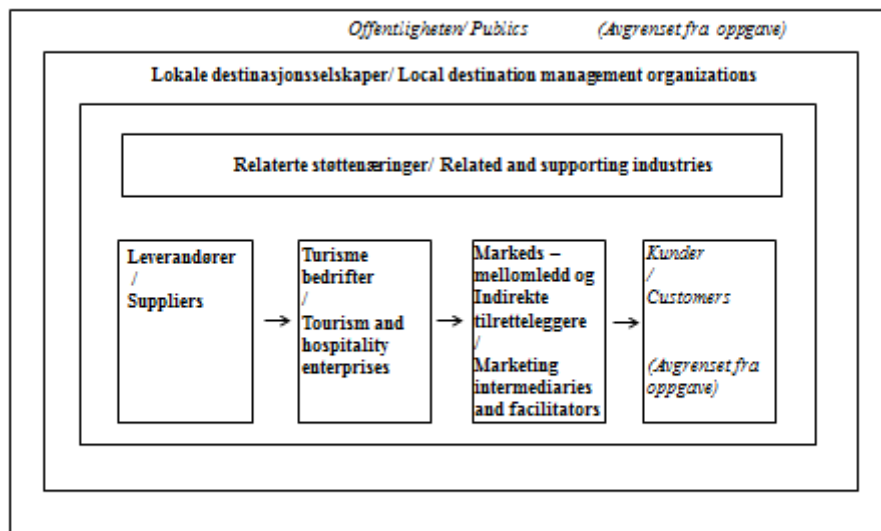 Offentligheten/ Publics (Avgrenset fra oppgave)
Lokale destinasjonsselskaper/ Local destination management organizations
Relaterte støttenæringer/ Related and supporting industries
Leverandører
/
Suppliers
Turisme
bedrifter
/
Tourism and
hospitality
enterprises
Markeds –
mellomledd og
Indirekte
tilretteleggere
/
Marketing
intermediaries
and facilitators
Kunder
/
Customers
(Avgrenset fra
oppgave)